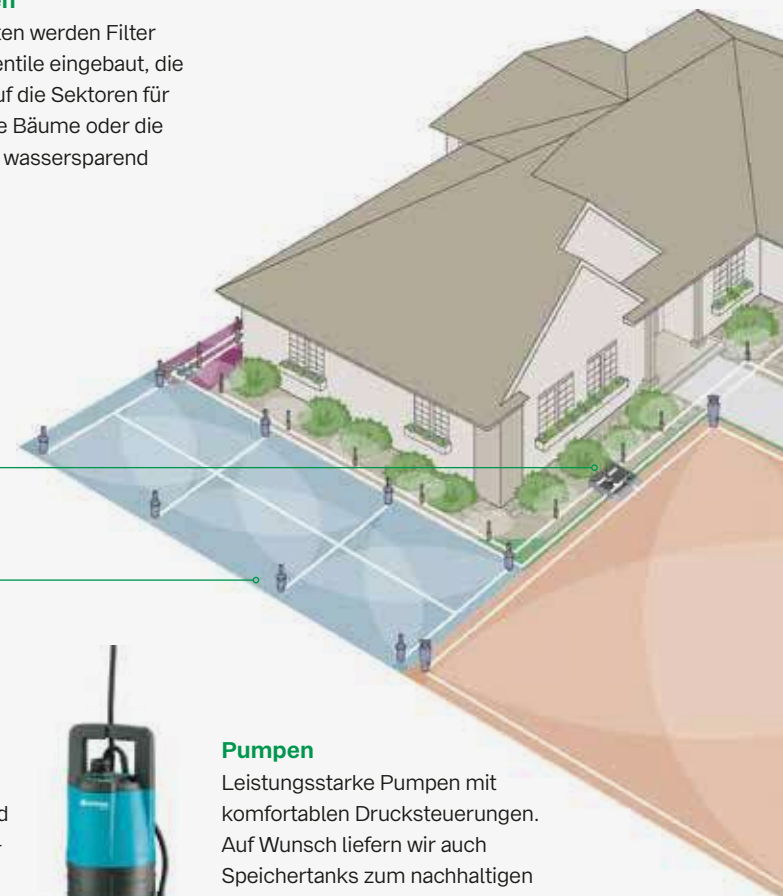 en
ten werden Filter
entile eingebaut, die
uf die Sektoren für
e Bäume oder die
wassersparend
d
Pumpen
Leistungsstarke Pumpen mit
komfortablen Drucksteuerungen.
Auf Wunsch liefern wir auch
Speichertanks zum nachhaltigen